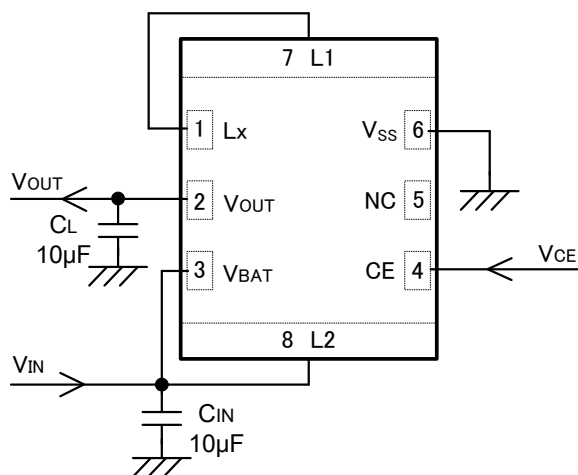 7 L1
1 Lx
VSS 6
VOUT
2 VOUT
NC 5
CL
10µF
3 VBAT
CE 4
VCE
8 L2
VIN
CIN
10µF